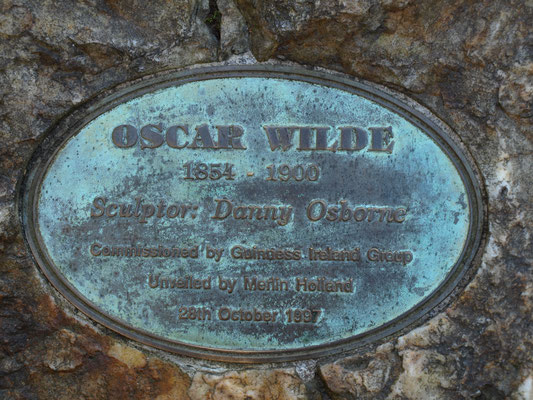 OSCAR WILDE
1854 - 1900
Sculptor: Danny Osborne
Commissioned by Guinness Ireland Group
Unveiled by Merlin Holland
28th October 1997